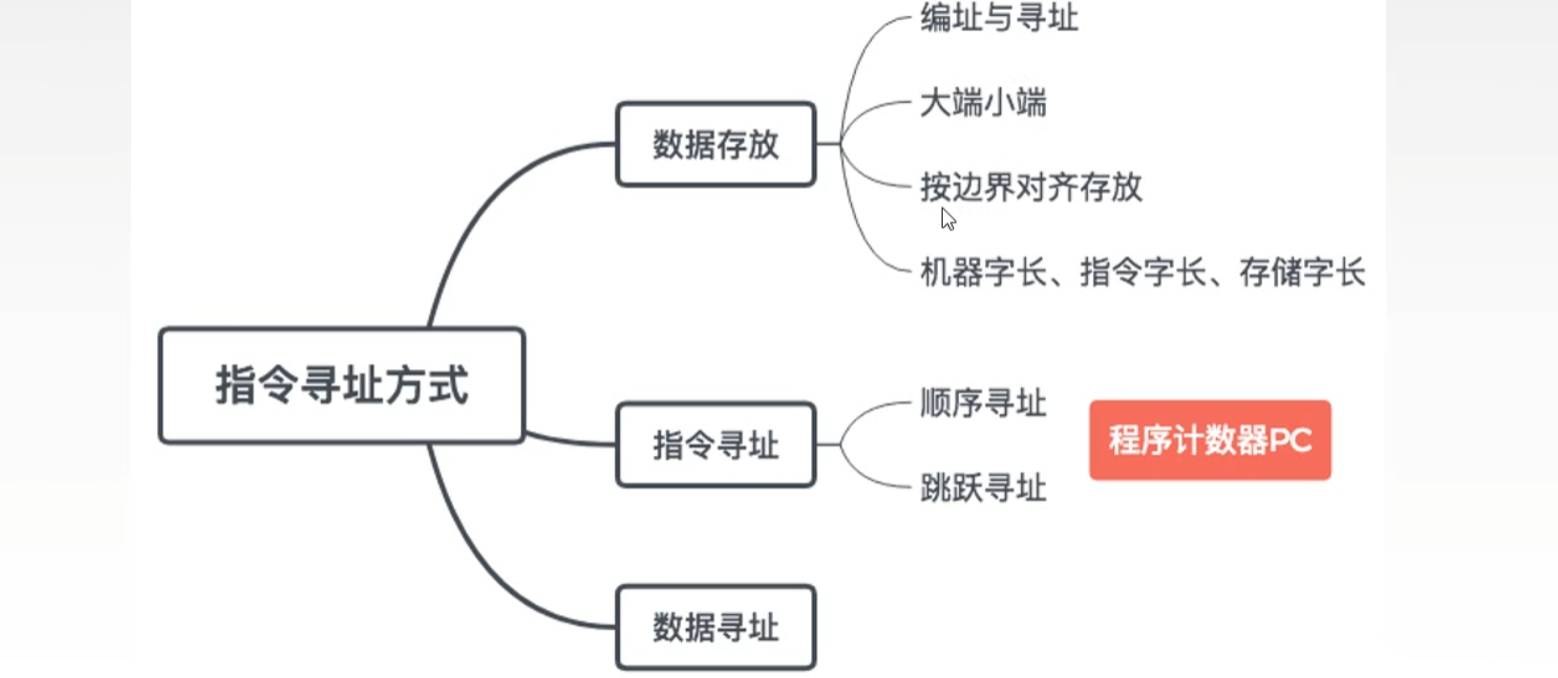 编址与寻址
大端小端
数据存放
按边界对齐存放
机器字长、指令字长、存储字长
指令寻址方式
顺序寻址
指令寻址
程序计数器PC
跳跃寻址
数据寻址